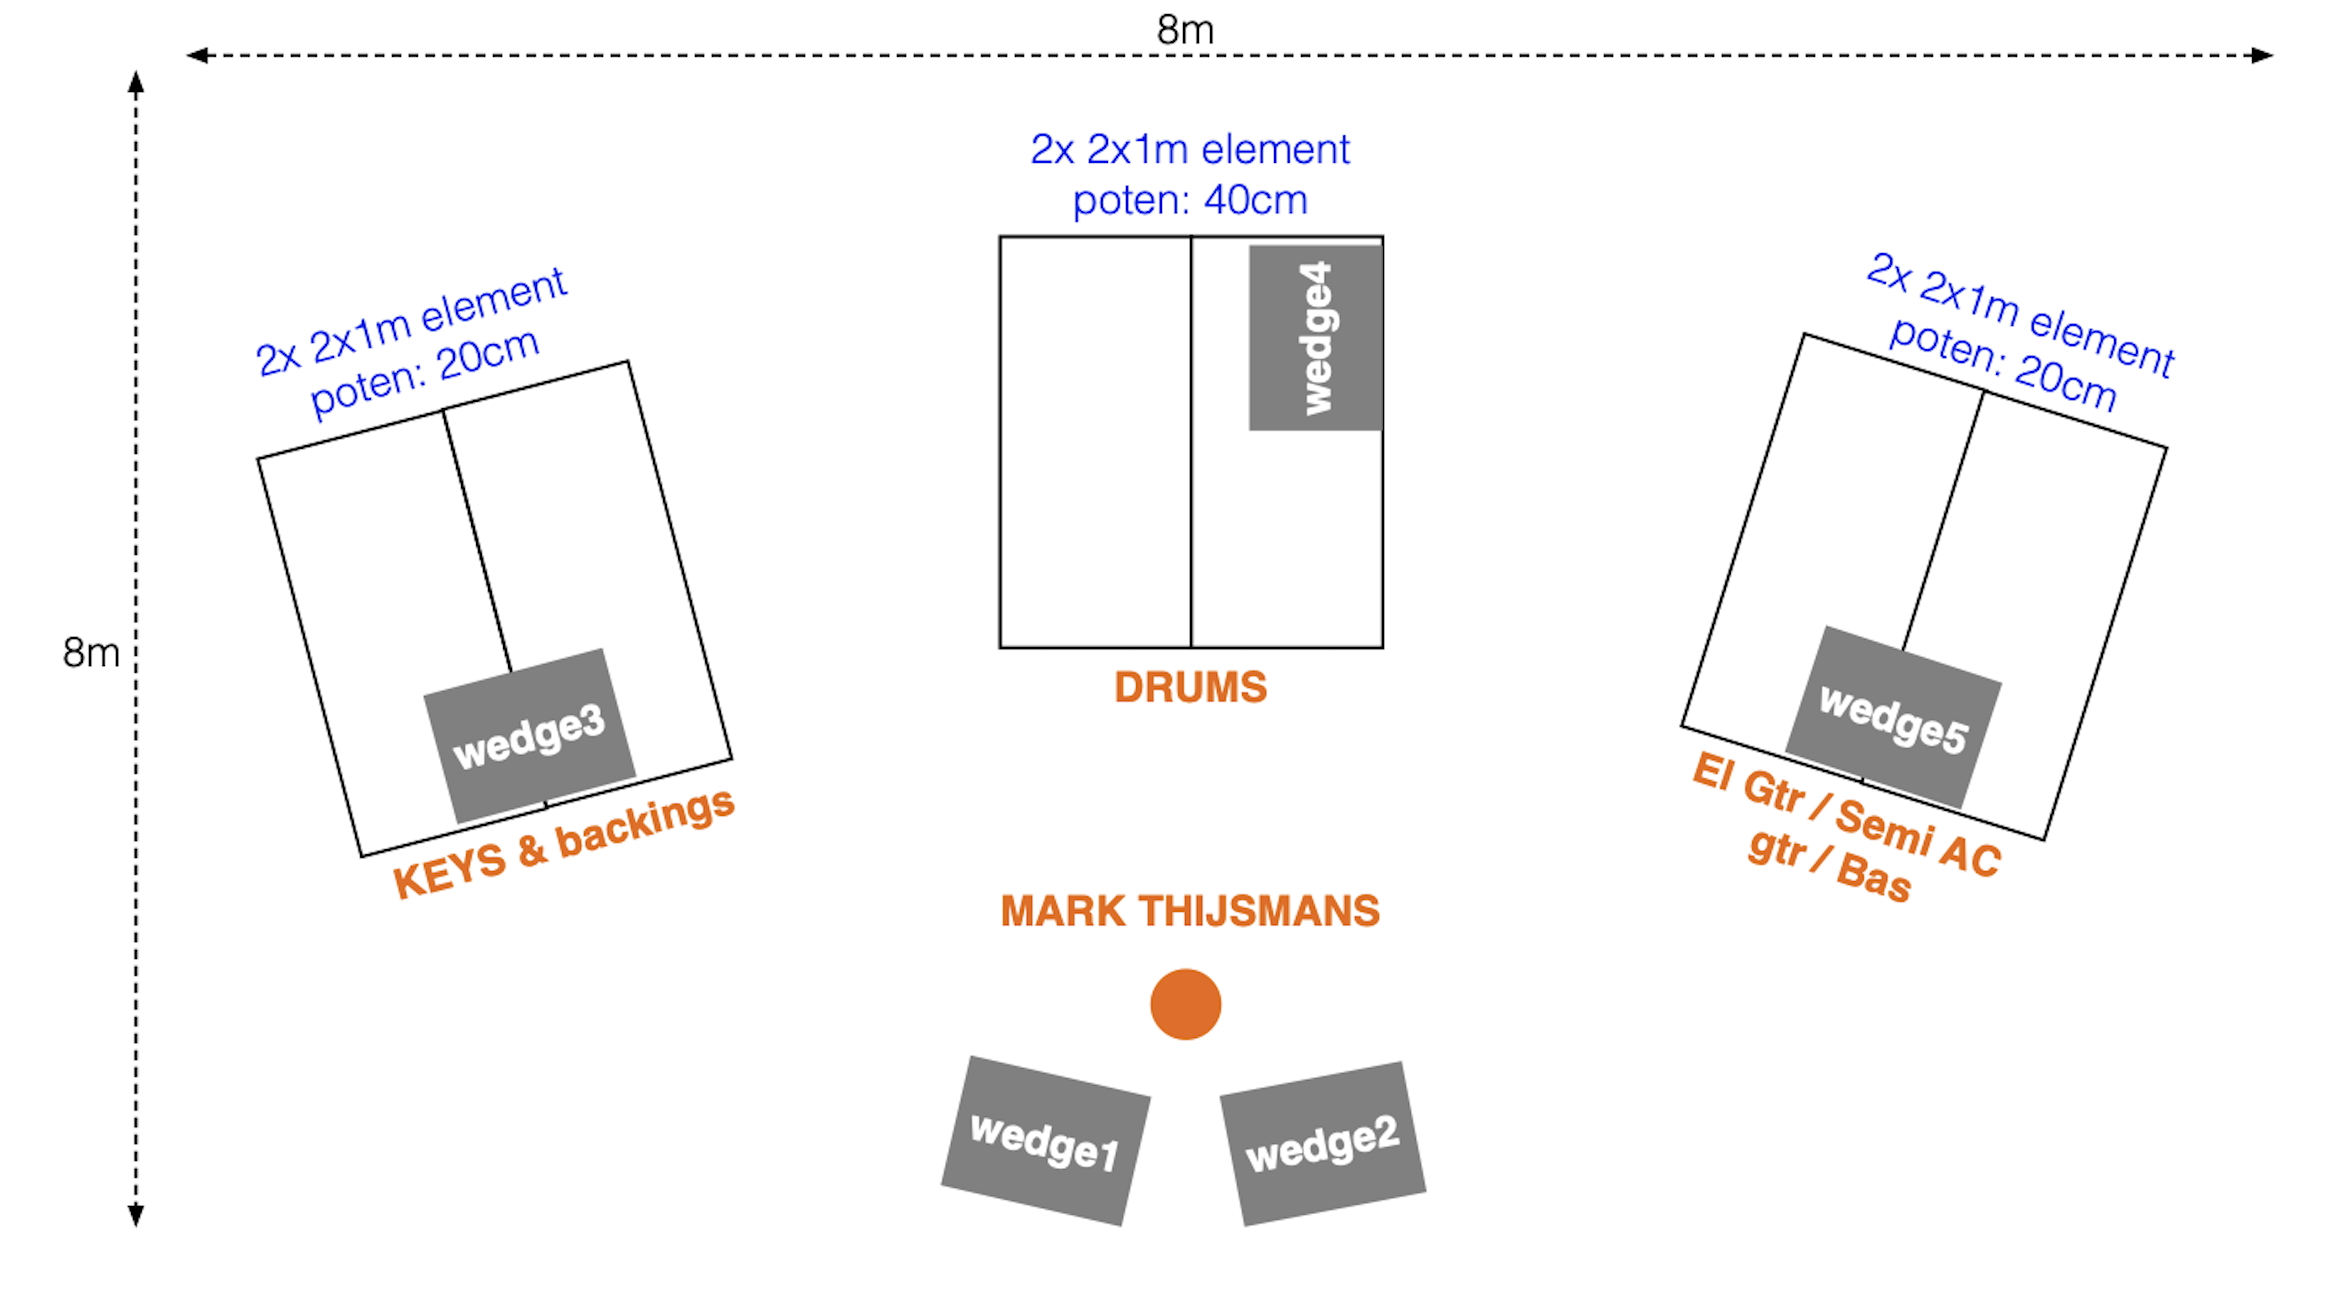 8m
2x 2x1m element
poten: 40cm
2x 2x1m element
poten: 20cm
2x 2x1m element
poten: 20cm
wedge4
8m
DRUMS
wedge3
wedge5
KEYS & backings
El Gtr / Semi AC
gtr / Bas
MARK THIJSMANS
wedge1
wedge2